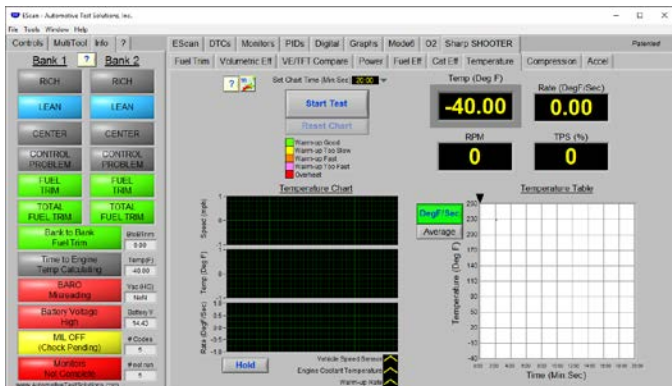 EScan - Automotive Test Solutions, Inc.
File Tools Window Help
Controls MultiTool Info ?
EScan DTCs Monitors PIDs Digital Graphs Mode6 O2 Sharp SHOOTER
Patented
Fuel Trim Volumetric Eff VE/TFT Compare Power Fuel Eff Cat Eff Temperature Compression Accel
Bank 1 ? Bank 2
RICH RICH
LEAN LEAN
CENTER CENTER
CONTROL PROBLEM CONTROL PROBLEM
FUEL TRIM FUEL TRIM
TOTAL FUEL TRIM TOTAL FUEL TRIM
Bank to Bank
Fuel Trim
0.00
Time to Engine
Temp Calculating
Temp(F)
-40.00
BARO
Misreading
Vac (HG)
NaN
Battery Voltage
High
Battery V
MIL OFF
(Check Pending)
# Codes
Monitors
Not Complete
# not run
www.AutomotiveTestSolutions.com
?
Set Chart Time (Min:Sec) 20:00
Start Test
Reset Chart
Warm-up Good
Warm-up Too Slow
Warm-up Fast
Warm-up Too Fast
Overheat
Temp (Deg F)
-40.00
Rate (DegF/Sec)
0.00
RPM
0
TPS (%)
0
Temperature Chart
Speed (mph)
Temp (Deg F)
Rate (DegF/Sec)
Hold
Vehicle Speed Sensor
Engine Coolant Temperature
Warm-up Rate
DegF/Sec
Average
Temperature Table
Temperature (Deg F)
Time (Min:Sec)